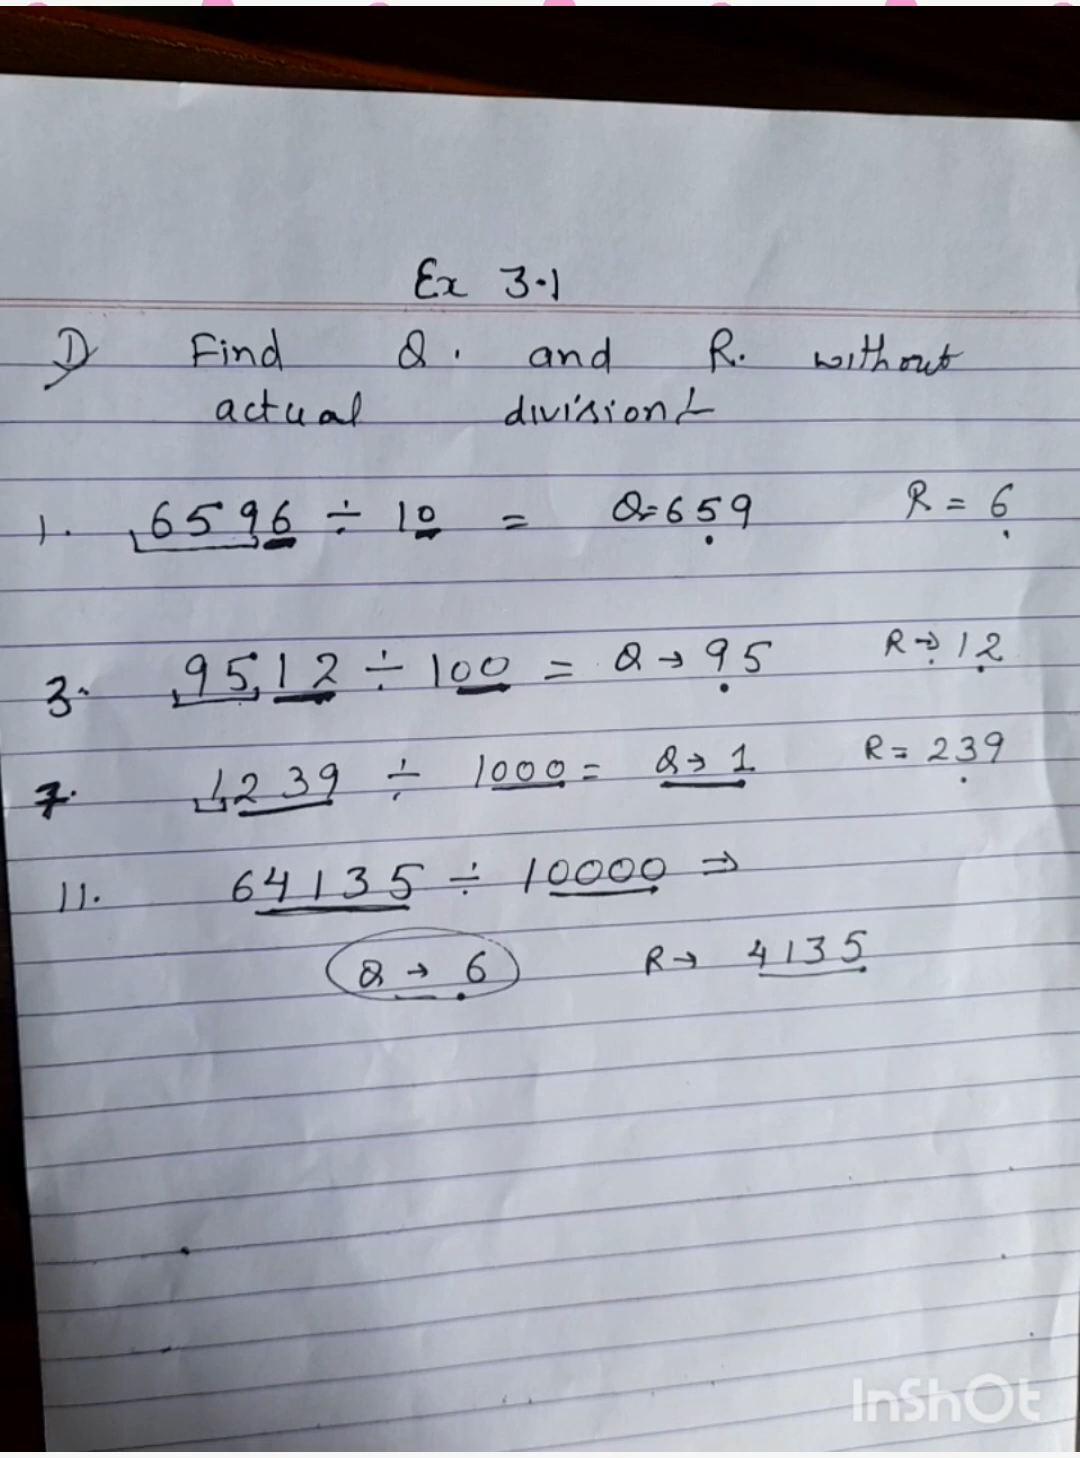 Ex 3.1
D) Find Q. and R. without
actual division:-
1. 6596 ÷ 10 = Q=659 R = 6
3. 9512 ÷ 100 = Q → 95 R → 12
7. 1239 ÷ 1000 = Q → 1 R = 239
11. 64135 ÷ 10000 ⇒
Q → 6 R → 4135
InShOt